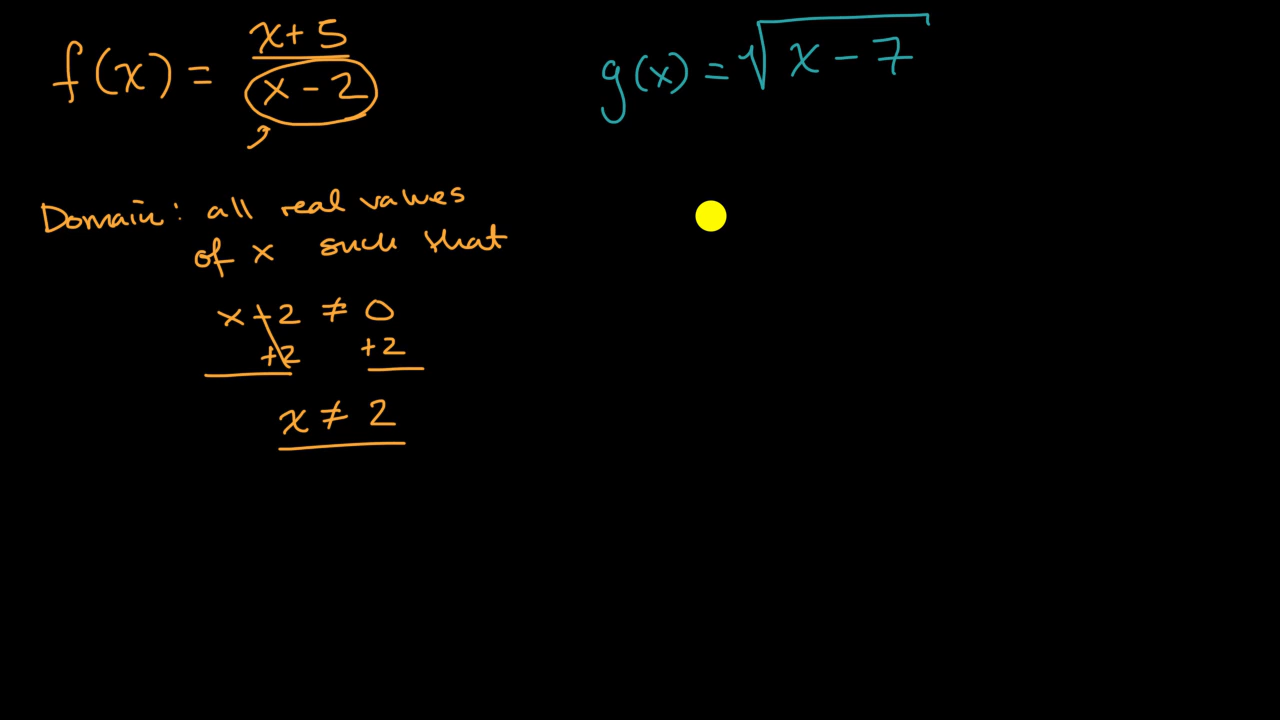 f(x) = x+5 / x-2
g(x) = √x-7
Domain: all real values
of x such that
x-2 ≠ 0
+2 +2
x ≠ 2